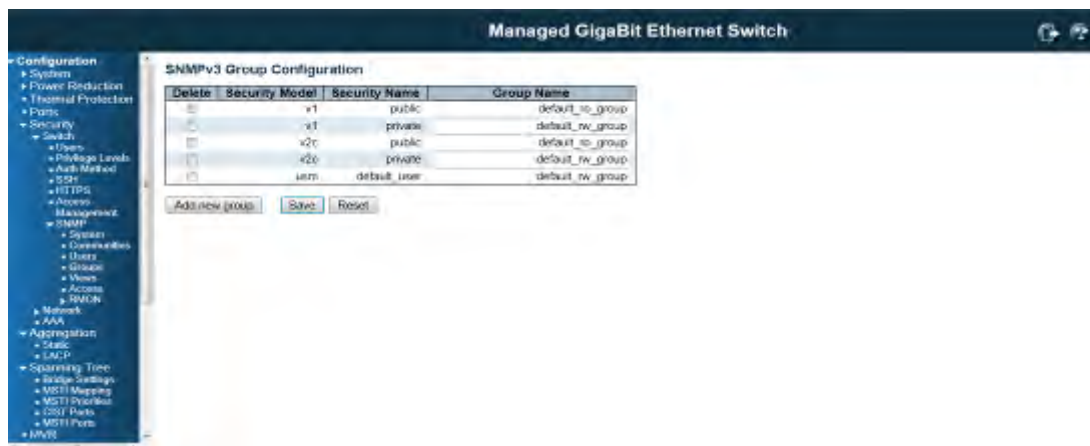 Managed GigaBit Ethernet Switch
Configuration
System
Power Reduction
Thermal Protection
Ports
Security
Switch
Users
Privilege Levels
Auth Method
SSH
HTTPS
Access
Management
SNMP
System
Communities
Users
Groups
Views
Access
RMON
Network
AAA
Aggregation
Static
LACP
Spanning Tree
Bridge Settings
MSTI Mapping
MSTI Priorities
CIST Ports
MSTI Ports
MVR
SNMPv3 Group Configuration
Delete Security Model Security Name Group Name
v1 public default_ro_group
v1 private default_rw_group
v2c public default_ro_group
v2c private default_rw_group
usm default_user default_rw_group
Add new group Save Reset